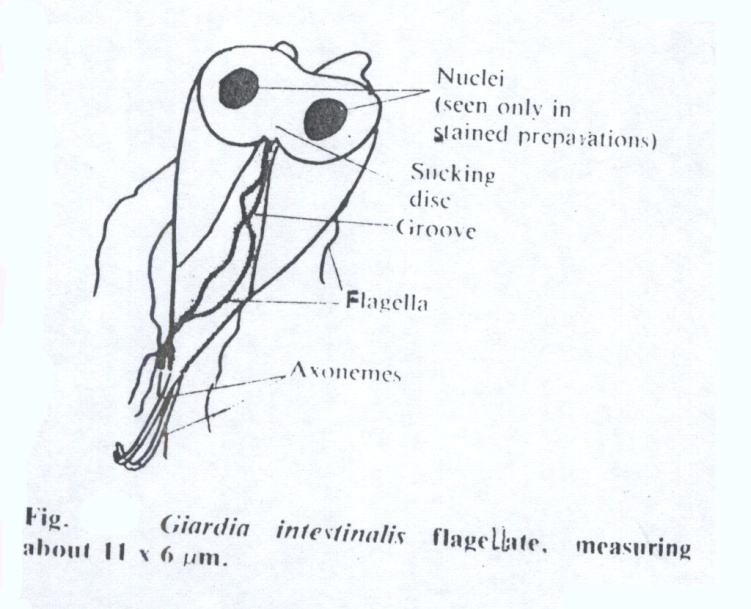 Nuclei
(seen only in
stained preparations)
Sucking
disc
Groove
Flagella
Axonemes
Fig. Giardia intestinalis flagellate. measuring
about 11 x 6 μm.